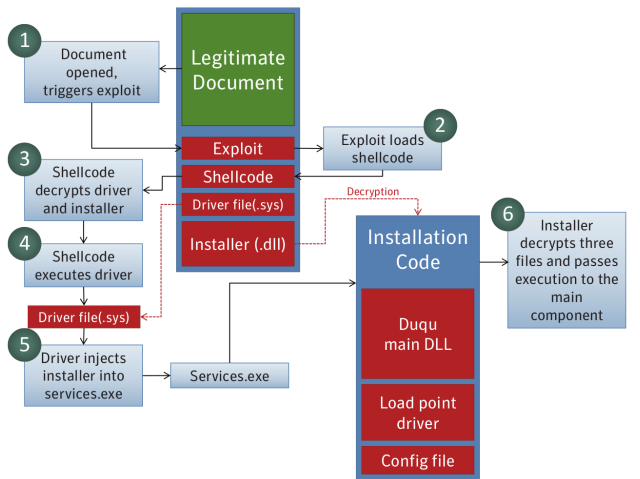 1
Document
opened,
triggers exploit
Legitimate
Document
Exploit
Shellcode
Driver file(.sys)
Installer (.dll)
2
Exploit loads
shellcode
3
Shellcode
decrypts driver
and installer
4
Shellcode
executes driver
Driver file(.sys)
5
Driver injects
installer into
services.exe
Services.exe
Decryption
Installation
Code
Duqu
main DLL
Load point
driver
Config file
6
Installer
decrypts three
files and passes
execution to the
main
component